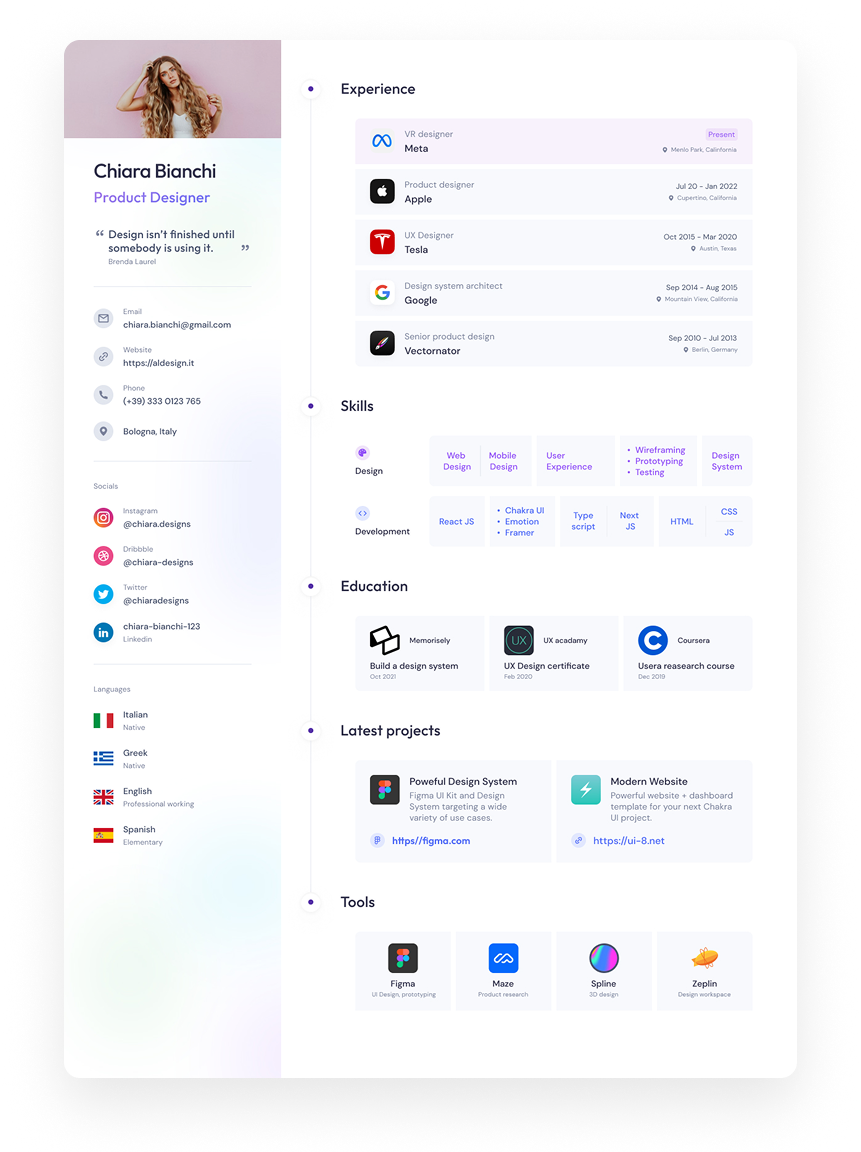 Chiara Bianchi
Product Designer
“ Design isn’t finished until
somebody is using it. ”
Brenda Laurel
Email
chiara.bianchi@gmail.com
Website
https://aldesign.it
Phone
(+39) 333 0123 765
Bologna, Italy
Socials
Instagram
@chiara.designs
Dribbble
@chiara-designs
Twitter
@chiaradesigns
chiara-bianchi-123
Linkedin
Languages
Italian
Native
Greek
Native
English
Professional working
Spanish
Elementary
Experience
VR designer
Meta
Present
Menlo Park, Calinfornia
Product designer
Apple
Jul 20 - Jan 2022
Cupertino, California
UX Designer
Tesla
Oct 2015 - Mar 2020
Austin, Texas
Design system architect
Google
Sep 2014 - Aug 2015
Mountain View, California
Senior product design
Vectornator
Sep 2010 - Jul 2013
Berlin, Germany
Skills
Design
Web
Design
Mobile
Design
User
Experience
• Wireframing
• Prototyping
• Testing
Design
System
Development
React JS
• Chakra UI
• Emotion
• Framer
Type
script
Next
JS
HTML
CSS
JS
Education
Memorisely
Build a design system
Oct 2021
UX
UX acadamy
UX Design certificate
Feb 2020
Coursera
Usera reasearch course
Dec 2019
Latest projects
Poweful Design System
Figma UI Kit and Design
System targeting a wide
variety of use cases.
https//figma.com
Modern Website
Powerful website + dashboard
template for your next Chakra
UI project.
https://ui-8.net
Tools
Figma
UI Design, prototyping
Maze
Product research
Spline
3D design
Zeplin
Design workspace